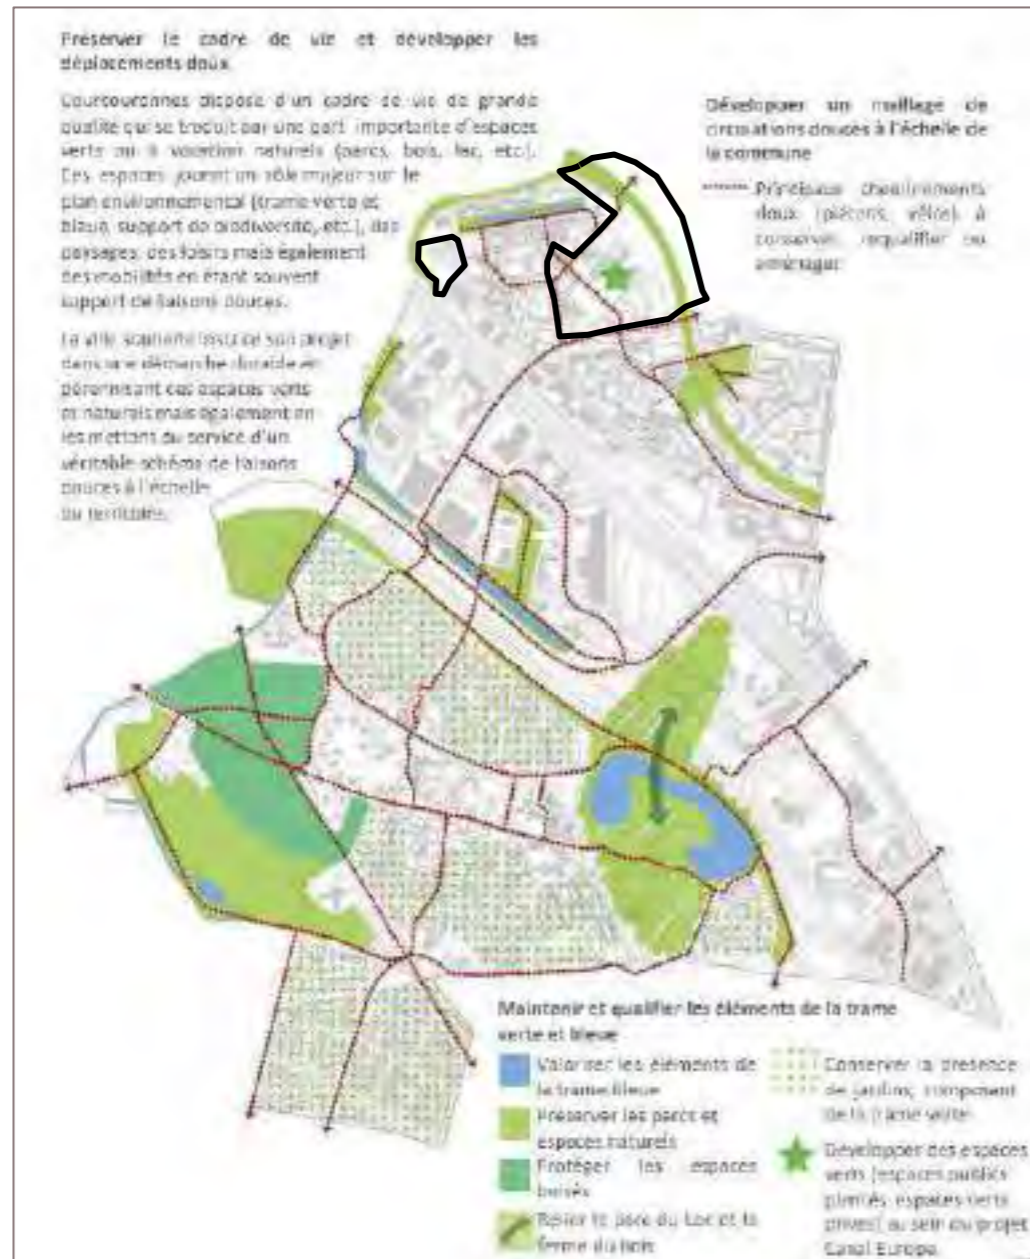 Préserver le cadre de vie et développer les
déplacements doux
Courcouronnes dispose d'un cadre de vie de grande
qualité qui se traduit par une part importante d'espaces
verts ou à vocation naturels (parcs, bois, lac, etc.).
Ces espaces jouent un rôle majeur sur le
plan environnemental (trame verte et
bleue, support de biodiversité, etc.), des
paysages, des loisirs mais également
des mobilités en étant souvent
support de liaisons douces.
La ville souhaite inscrire son projet
dans une démarche durable en
pérennisant ces espaces verts
et naturels mais également en
les mettant au service d'un
véritable schéma de liaisons
douces à l'échelle
du territoire.
Développer un maillage de
circulations douces à l'échelle de
la commune
Principaux cheminements
doux (piétons, vélos) à
conserver, requalifier ou
aménager
Maintenir et qualifier les éléments de la trame
verte et bleue
Valoriser les éléments de
la trame bleue
Préserver les parcs et
espaces naturels
Protéger les espaces
boisés
Relier le parc du Lac et la
ferme du bois
Conserver la présence
de jardins, composant
de la trame verte
Développer des espaces
verts (espaces publics
plantés, espaces verts
privés) au sein du projet
Canal Europe